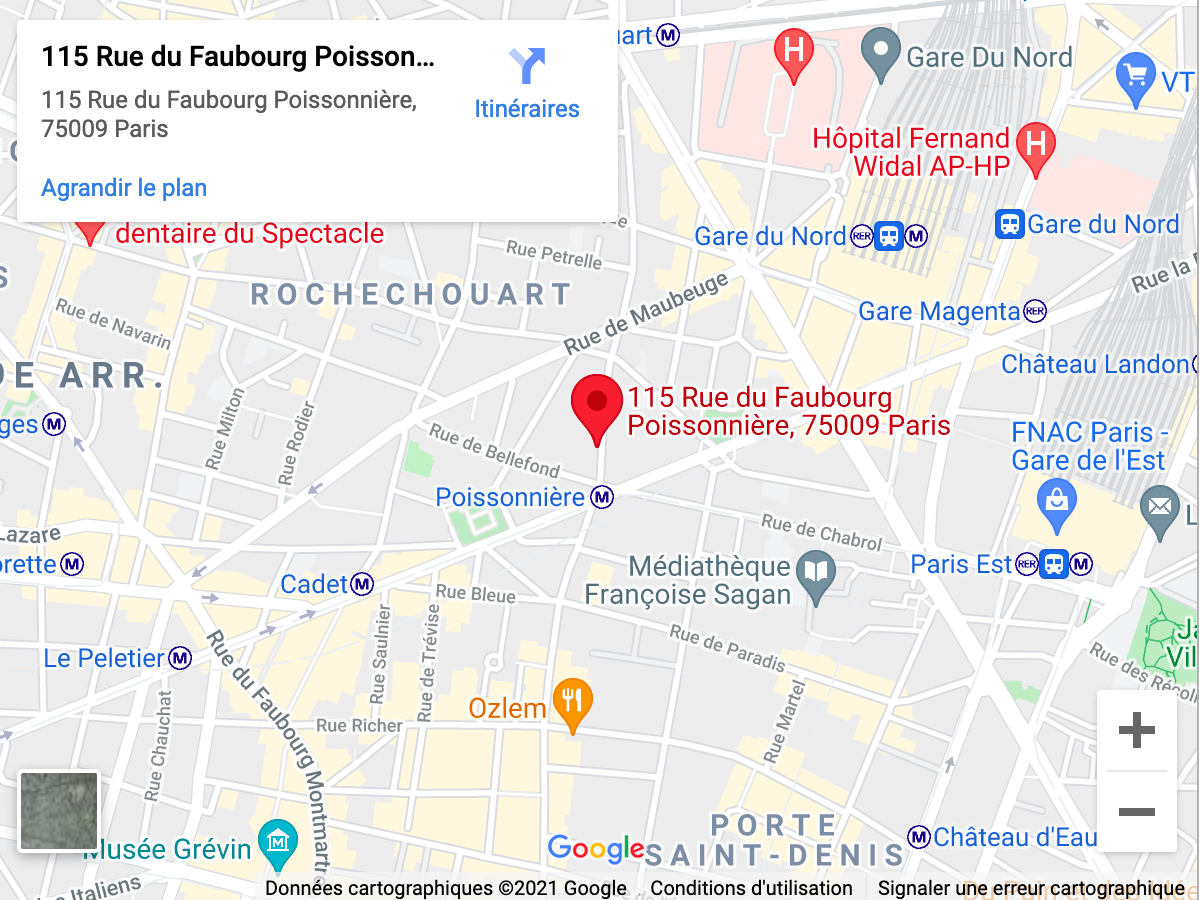 115 Rue du Faubourg Poisson...
115 Rue du Faubourg Poissonnière,
75009 Paris
Itinéraires
Agrandir le plan
H
Gare Du Nord
VT
Hôpital Fernand
Widal AP-HP
H
dentaire du Spectacle
Gare du Nord RER M
Gare du Nord
Rue Petrelle
ROCHECHOUART
Rue de Maubeuge
Rue la
Gare Magenta RER
Rue de Navarin
Château Landon
DE ARR.
115 Rue du Faubourg
Poissonnière, 75009 Paris
ges M
Rue Milton
Rue Rodier
Rue de Bellefond
FNAC Paris -
Gare de l'Est
Poissonnière M
Rue de Chabrol
Lazare
orette M
Cadet M
Médiathèque
Françoise Sagan
Paris Est RER M
Rue Bleue
Rue Saulnier
Rue de Trévise
Rue de Paradis
Le Peletier M
Rue du Faubourg Montmartre
Ja
Vil
Rue des Récoll
Ozlem
Rue Richer
Rue Martel
Rue Chauchat
PORTE
SAINT-DENIS
M Château d'Eau
Musée Grévin
Google
Italiens
Données cartographiques ©2021 Google
Conditions d'utilisation
Signaler une erreur cartographique